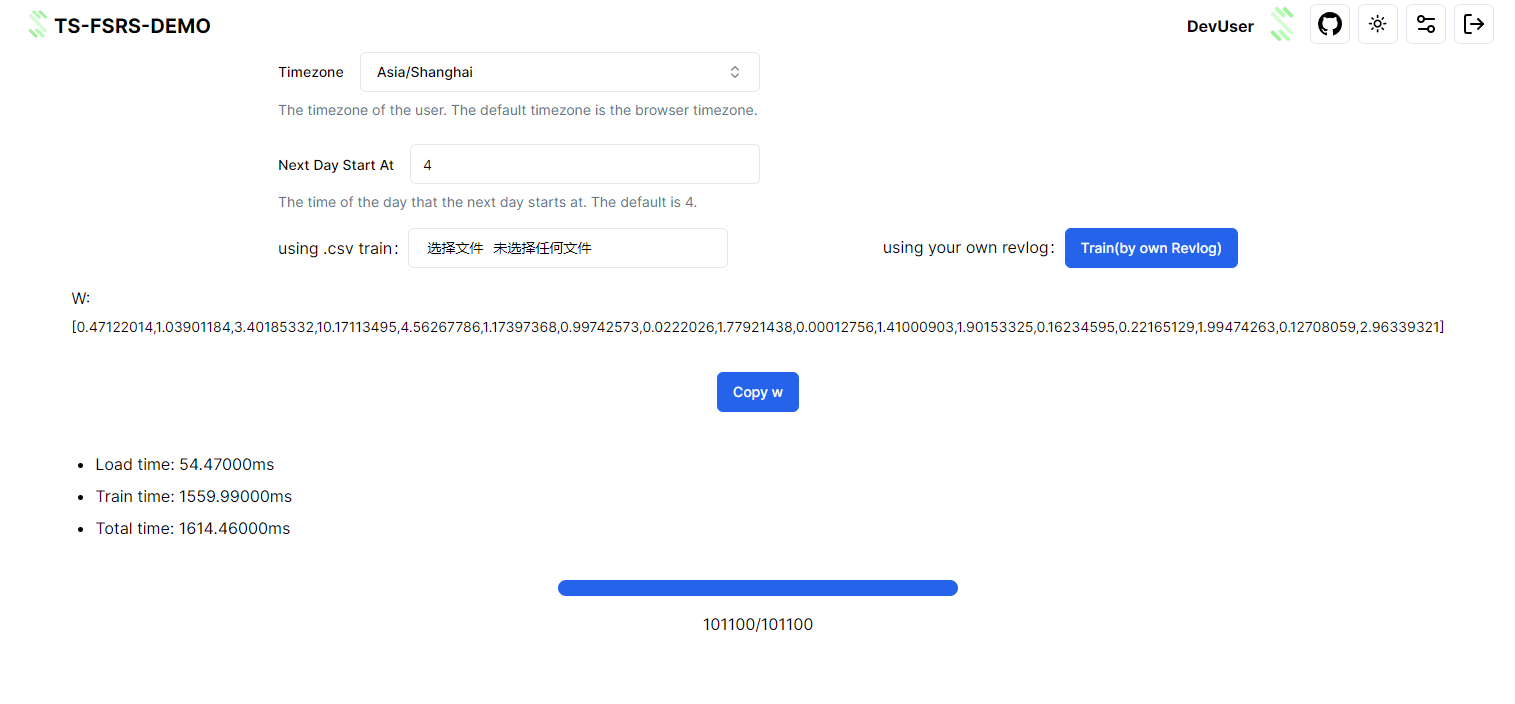 TS-FSRS-DEMO
DevUser
Timezone
Asia/Shanghai
The timezone of the user. The default timezone is the browser timezone.
Next Day Start At
4
The time of the day that the next day starts at. The default is 4.
using .csv train:
选择文件 未选择任何文件
using your own revlog:
Train(by own Revlog)
W:
[0.47122014,1.03901184,3.40185332,10.17113495,4.56267786,1.17397368,0.99742573,0.0222026,1.77921438,0.00012756,1.41000903,1.90153325,0.16234595,0.22165129,1.99474263,0.12708059,2.96339321]
Copy w
Load time: 54.47000ms
Train time: 1559.99000ms
Total time: 1614.46000ms
101100/101100